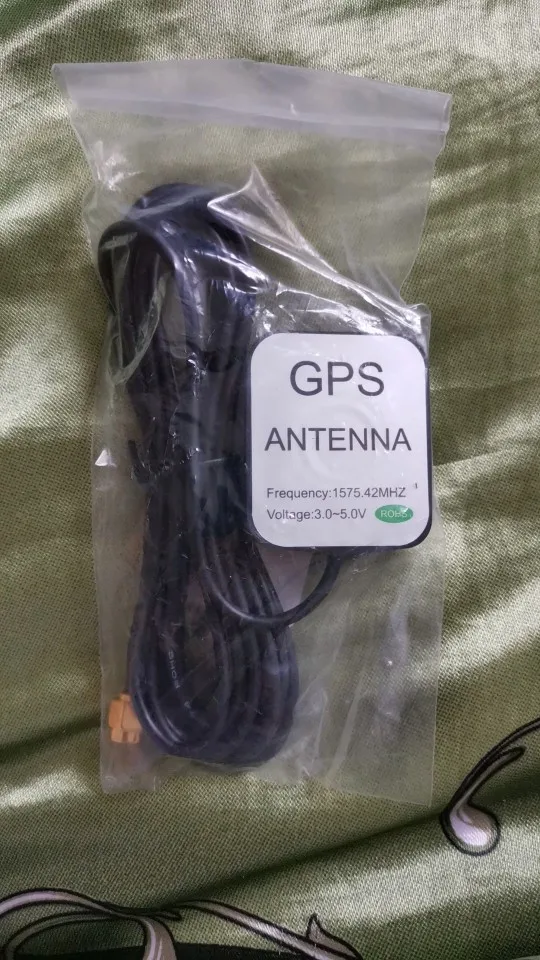 GPS
ANTENNA
Frequency:1575.42MHZ
Voltage:3.0~5.0V ROHS